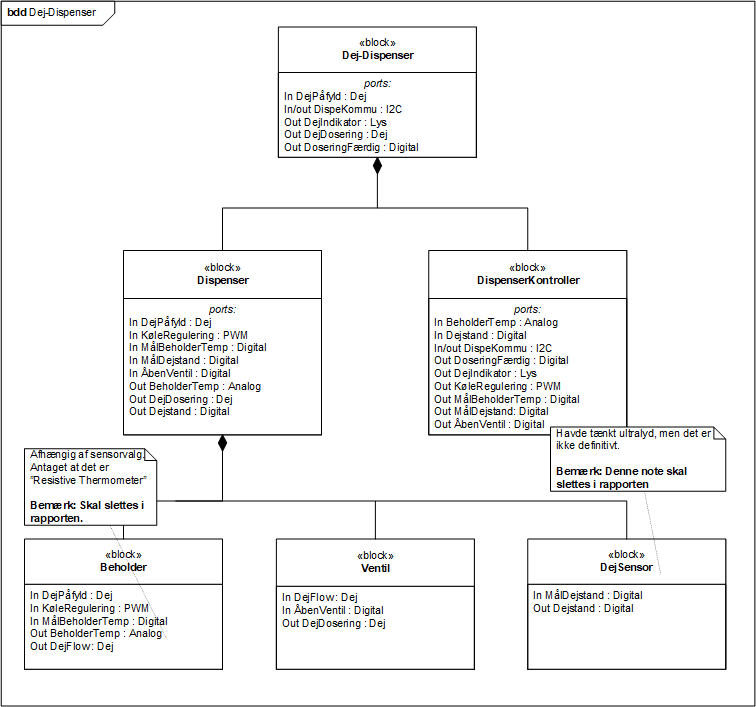 bdd Dej-Dispenser
«block»
Dej-Dispenser
ports:
In DejPåfyld : Dej
In/out DispeKommu : I2C
Out DejIndikator : Lys
Out DejDosering : Dej
Out DoseringFærdig : Digital
«block»
Dispenser
ports:
In DejPåfyld : Dej
In KøleRegulering : PWM
In MålBeholderTemp : Digital
In MålDejstand : Digital
In ÅbenVentil : Digital
Out BeholderTemp : Analog
Out DejDosering : Dej
Out Dejstand : Digital
«block»
DispenserKontroller
ports:
In BeholderTemp : Analog
In Dejstand : Digital
In/out DispeKommu : I2C
Out DoseringFærdig : Digital
Out DejIndikator : Lys
Out KøleRegulering : PWM
Out MålBeholderTemp : Digital
Out MålDejstand: Digital
Out ÅbenVentil : Digital
Afhængig af sensorvalg.
Antaget at det er
"Resistive Thermometer"
Bemærk: Skal slettes i
rapporten.
Havde tænkt ultralyd, men det er
ikke definitivt.
Bemærk: Denne note skal
slettes i rapporten
«block»
Beholder
In DejPåfyld : Dej
In KøleRegulering : PWM
In MålBeholderTemp : Digital
Out BeholderTemp : Analog
Out DejFlow: Dej
«block»
Ventil
In DejFlow: Dej
In ÅbenVentil : Digital
Out DejDosering : Dej
«block»
DejSensor
In MålDejstand : Digital
Out Dejstand : Digital